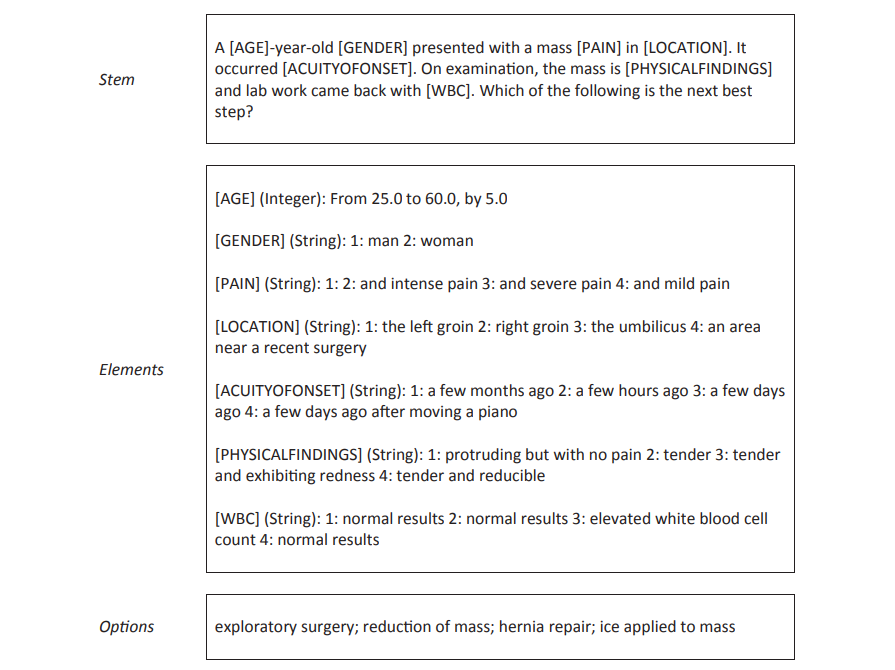 Stem
A [AGE]-year-old [GENDER] presented with a mass [PAIN] in [LOCATION]. It
occurred [ACUITYOFONSET]. On examination, the mass is [PHYSICALFINDINGS]
and lab work came back with [WBC]. Which of the following is the next best
step?
Elements
[AGE] (Integer): From 25.0 to 60.0, by 5.0
[GENDER] (String): 1: man 2: woman
[PAIN] (String): 1: 2: and intense pain 3: and severe pain 4: and mild pain
[LOCATION] (String): 1: the left groin 2: right groin 3: the umbilicus 4: an area
near a recent surgery
[ACUITYOFONSET] (String): 1: a few months ago 2: a few hours ago 3: a few days
ago 4: a few days ago after moving a piano
[PHYSICALFINDINGS] (String): 1: protruding but with no pain 2: tender 3: tender
and exhibiting redness 4: tender and reducible
[WBC] (String): 1: normal results 2: normal results 3: elevated white blood cell
count 4: normal results
Options
exploratory surgery; reduction of mass; hernia repair; ice applied to mass